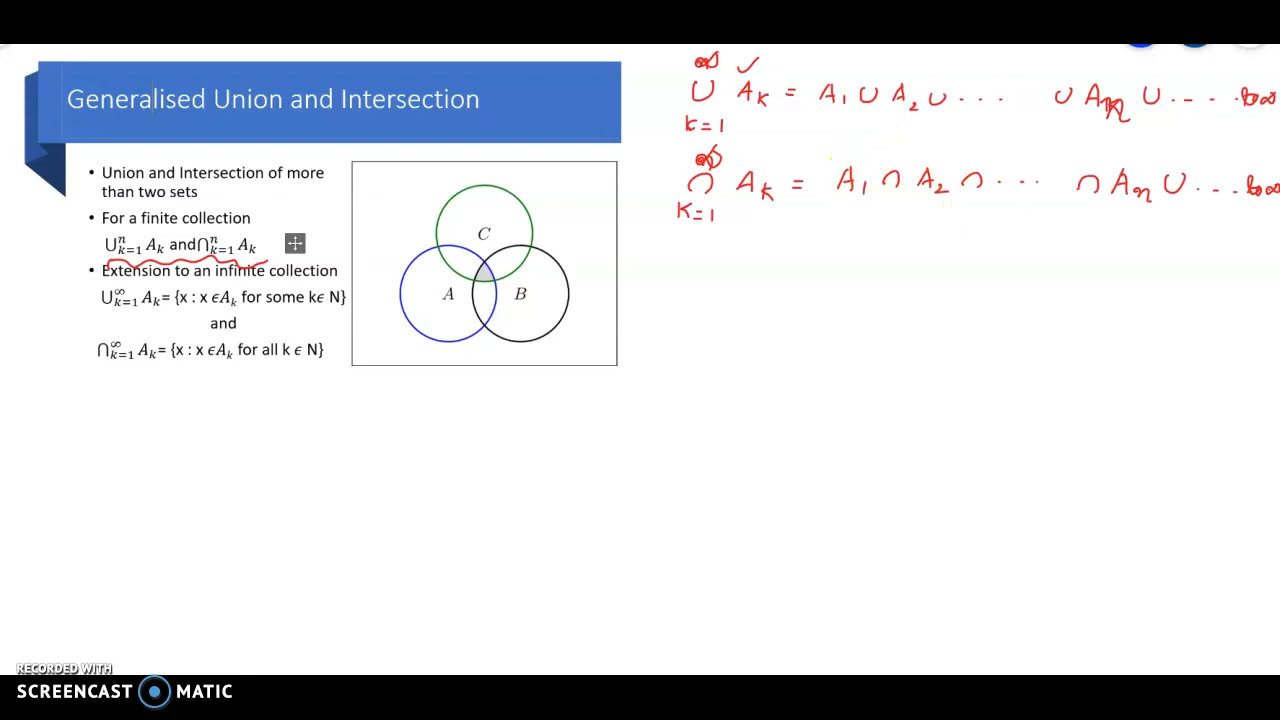 Generalised Union and Intersection
• Union and Intersection of more
than two sets
• For a finite collection
⋃ⁿₖ₌₁ Aₖ and⋂ⁿₖ₌₁ Aₖ
• Extension to an infinite collection
⋃^∞ₖ₌₁ Aₖ= {x : x ϵAₖ for some kϵ N}
and
⋂^∞ₖ₌₁ Aₖ= {x : x ϵAₖ for all k ϵ N}
C
A B
∞ ✓
∪ Aₖ = A₁ ∪ A₂ ∪ ... ∪ Aₙ ∪ .... to ∞
k=1
∞
∩ Aₖ = A₁ ∩ A₂ ∩ ... ∩ Aₙ ∪ .... to ∞
k=1
RECORDED WITH
SCREENCAST MATIC